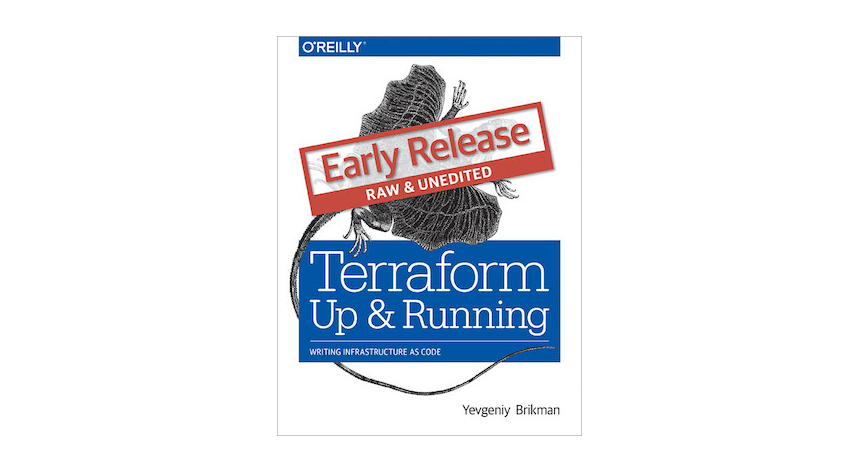 O'REILLY®
Early Release
RAW & UNEDITED
Terraform
Up & Running
WRITING INFRASTRUCTURE AS CODE
Yevgeniy Brikman